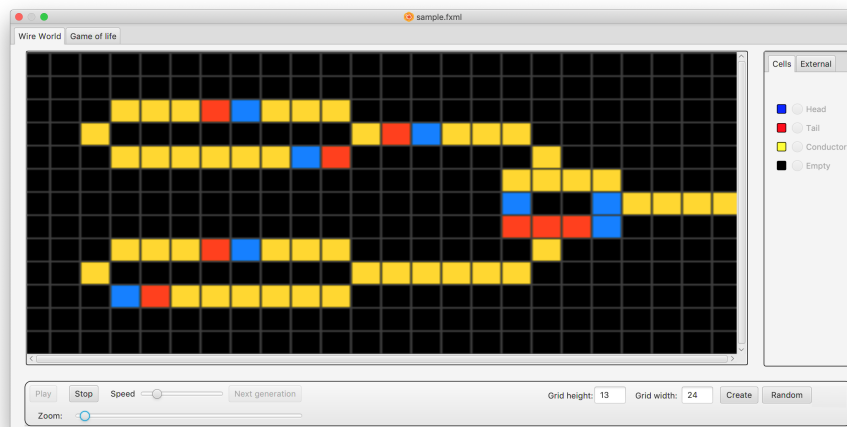 sample.fxml
Wire World Game of life
Cells External
Head
Tail
Conductor
Empty
Play Stop Speed Next generation Grid height: 13 Grid width: 24 Create Random
Zoom: